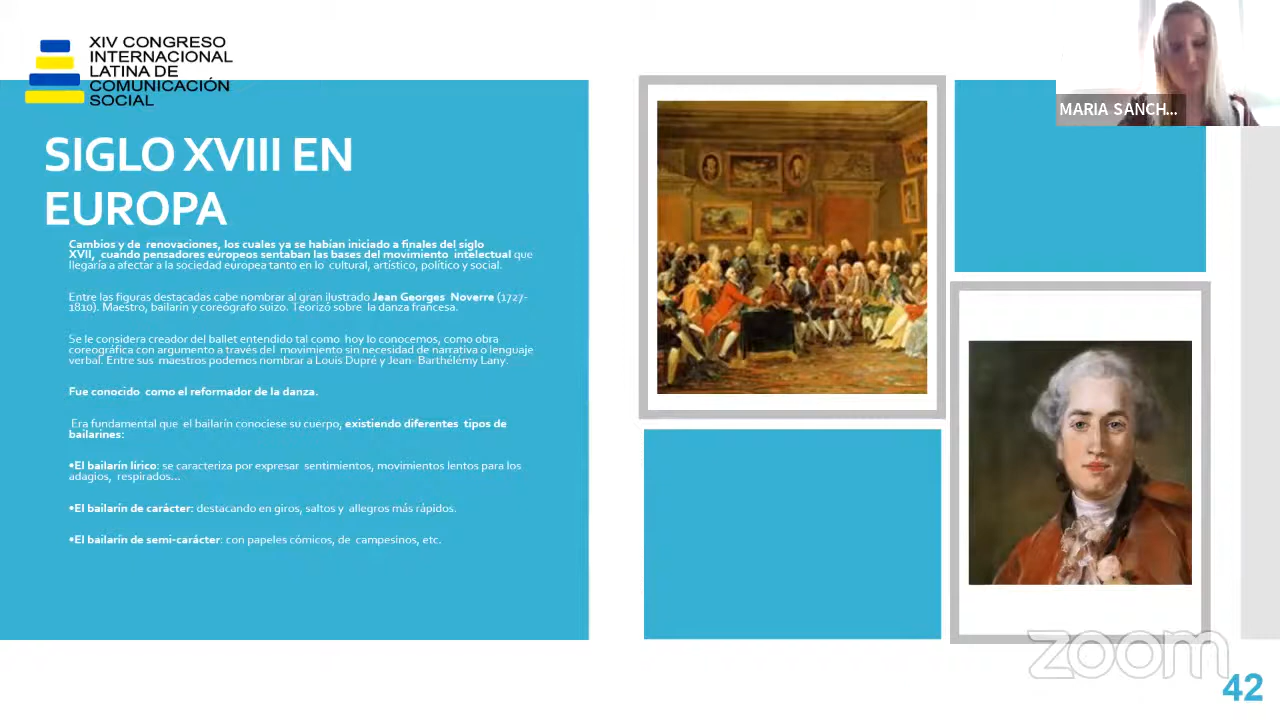 XIV CONGRESO
INTERNACIONAL
LATINA DE
COMUNICACIÓN
SOCIAL
SIGLO XVIII EN
EUROPA
Cambios y de renovaciones, los cuales ya se habían iniciado a finales del siglo
XVII, cuando pensadores europeos sentaban las bases del movimiento intelectual que
llegaría a afectar a la sociedad europea tanto en lo cultural, artístico, político y social.
Entre las figuras destacadas cabe nombrar al gran ilustrado Jean Georges Noverre (1727-
1810). Maestro, bailarín y coreógrafo suizo. Teorizó sobre la danza francesa.
Se le considera creador del ballet entendido tal como hoy lo conocemos, como obra
coreográfica con argumento a través del movimiento sin necesidad de narrativa o lenguaje
verbal. Entre sus maestros podemos nombrar a Louis Dupré y Jean- Barthélémy Lany.
Fue conocido como el reformador de la danza.
Era fundamental que el bailarín conociese su cuerpo, existiendo diferentes tipos de
bailarines:
•El bailarín lírico: se caracteriza por expresar sentimientos, movimientos lentos para los
adagios, respirados...
•El bailarín de carácter: destacando en giros, saltos y allegros más rápidos.
•El bailarín de semi-carácter: con papeles cómicos, de campesinos, etc.
MARIA SANCH...
zoom
42